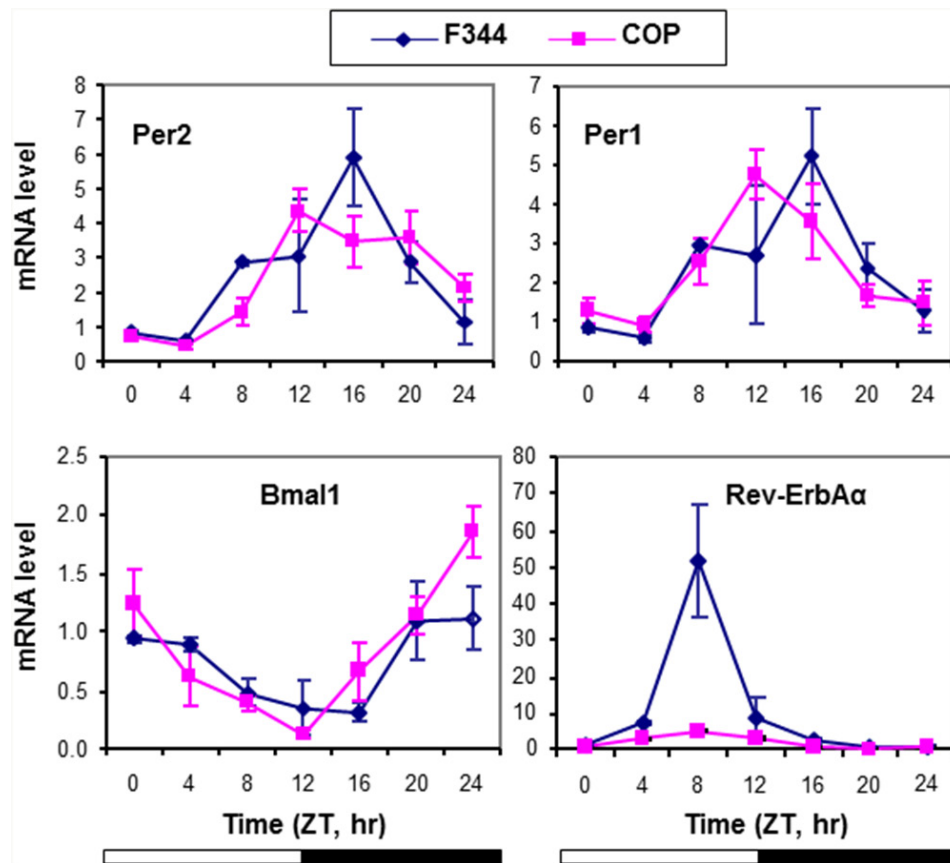 F344 COP
Per2
mRNA level
8
7
6
5
4
3
2
1
0
0 4 8 12 16 20 24
Per1
7
6
5
4
3
2
1
0
0 4 8 12 16 20 24
Bmal1
mRNA level
2.5
2.0
1.5
1.0
0.5
0.0
0 4 8 12 16 20 24
Time (ZT, hr)
Rev-ErbAα
80
70
60
50
40
30
20
10
0
0 4 8 12 16 20 24
Time (ZT, hr)